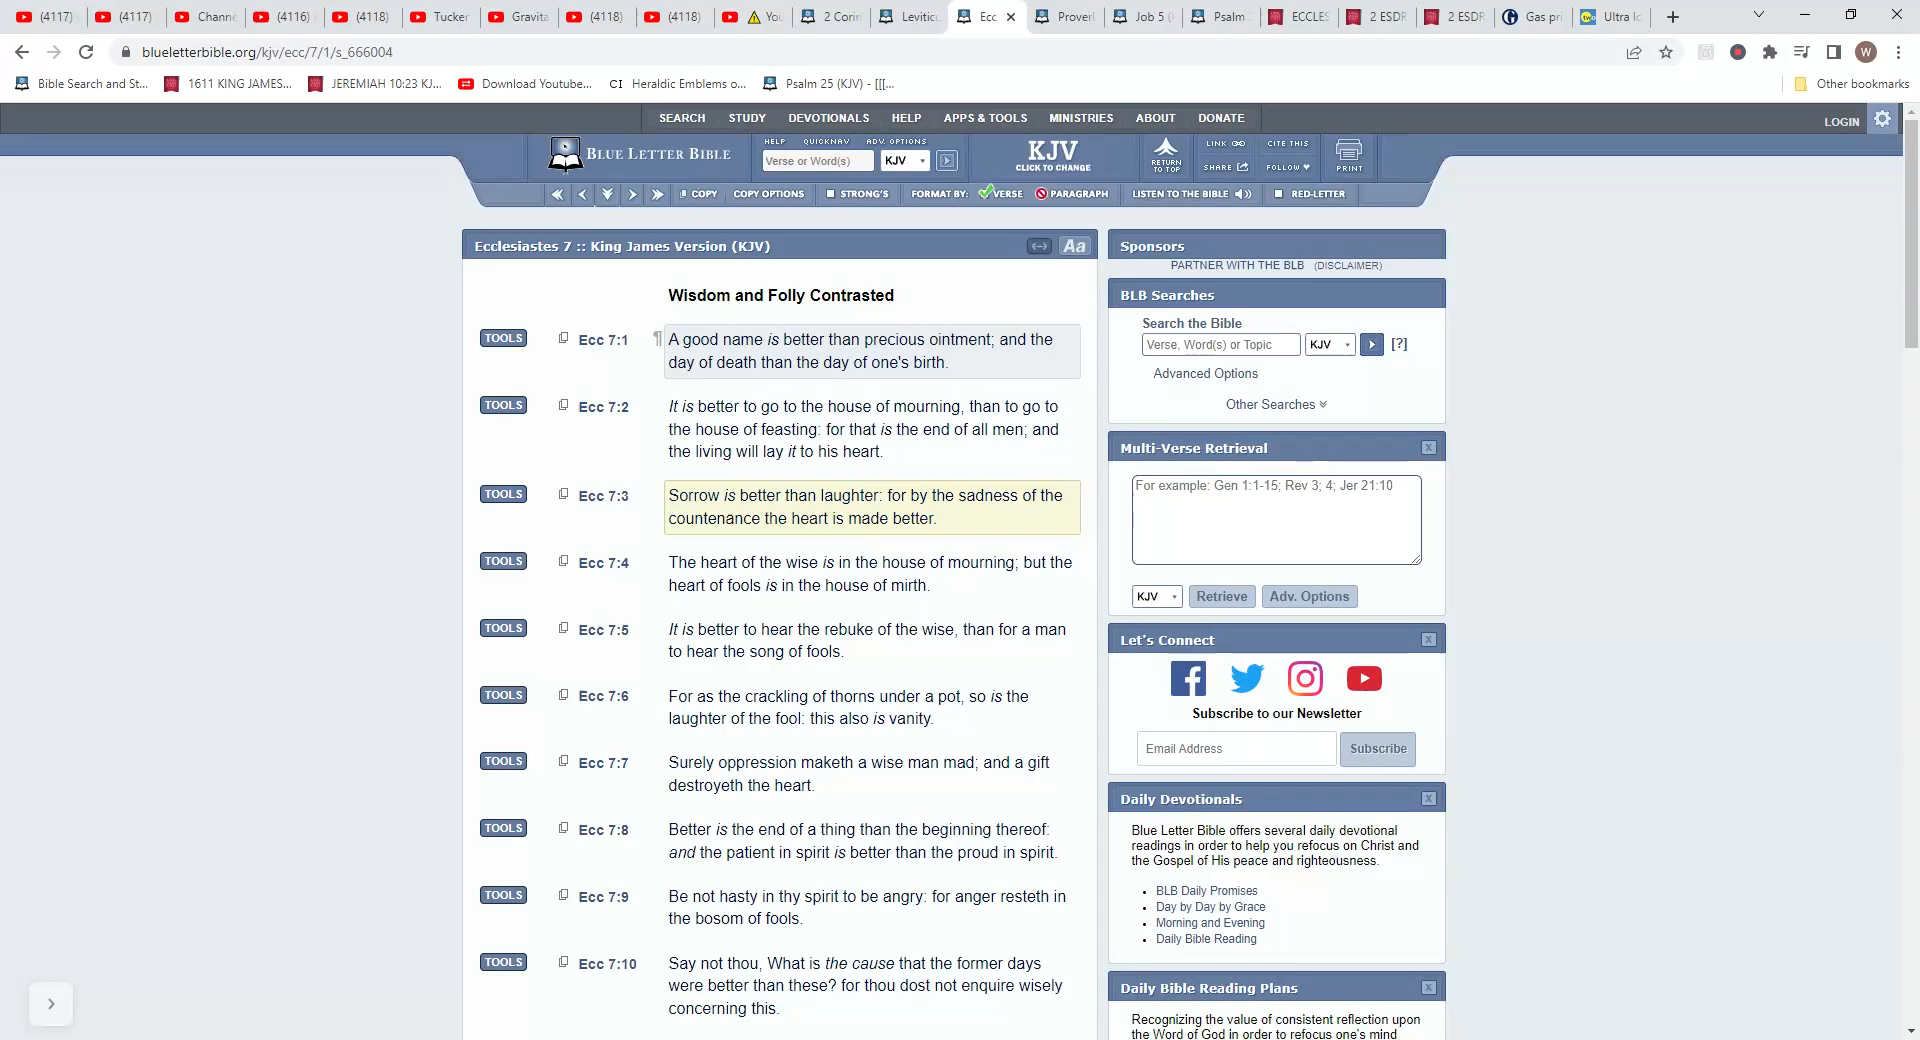 (4117)
(4117)
Channe
(4116)
(4118)
Tucker
Gravita
(4118)
(4118)
You
2 Corin
Leviticu
Ecc
Prover
Job 5 (
Psalm
ECCLES
2 ESDR
2 ESDR
Gas pri
Ultra lo
blueletterbible.org/kjv/ecc/7/1/s_666004
W
Bible Search and St...
1611 KING JAMES...
JEREMIAH 10:23 KJ...
Download Youtube...
CI Heraldic Emblems o...
Psalm 25 (KJV) - [[[...
Other bookmarks
SEARCH STUDY DEVOTIONALS HELP APPS & TOOLS MINISTRIES ABOUT DONATE
LOGIN
BLUE LETTER BIBLE
HELP QUICKNAV ADV. OPTIONS
Verse or Word(s) KJV
KJV
CLICK TO CHANGE
RETURN
TO TOP
LINK CITE THIS
SHARE FOLLOW
PRINT
COPY COPY OPTIONS STRONG'S FORMAT BY: VERSE PARAGRAPH LISTEN TO THE BIBLE RED-LETTER
Ecclesiastes 7 :: King James Version (KJV) Aa
Wisdom and Folly Contrasted
TOOLS Ecc 7:1 ¶ A good name is better than precious ointment; and the
day of death than the day of one's birth.
TOOLS Ecc 7:2 It is better to go to the house of mourning, than to go to
the house of feasting: for that is the end of all men; and
the living will lay it to his heart.
TOOLS Ecc 7:3 Sorrow is better than laughter: for by the sadness of the
countenance the heart is made better.
TOOLS Ecc 7:4 The heart of the wise is in the house of mourning; but the
heart of fools is in the house of mirth.
TOOLS Ecc 7:5 It is better to hear the rebuke of the wise, than for a man
to hear the song of fools.
TOOLS Ecc 7:6 For as the crackling of thorns under a pot, so is the
laughter of the fool: this also is vanity.
TOOLS Ecc 7:7 Surely oppression maketh a wise man mad; and a gift
destroyeth the heart.
TOOLS Ecc 7:8 Better is the end of a thing than the beginning thereof:
and the patient in spirit is better than the proud in spirit.
TOOLS Ecc 7:9 Be not hasty in thy spirit to be angry: for anger resteth in
the bosom of fools.
TOOLS Ecc 7:10 Say not thou, What is the cause that the former days
were better than these? for thou dost not enquire wisely
concerning this.
Sponsors
PARTNER WITH THE BLB (DISCLAIMER)
BLB Searches
Search the Bible
Verse, Word(s) or Topic KJV [?]
Advanced Options
Other Searches
Multi-Verse Retrieval X
For example: Gen 1:1-15; Rev 3; 4; Jer 21:10
KJV Retrieve Adv. Options
Let's Connect X
Subscribe to our Newsletter
Email Address Subscribe
Daily Devotionals X
Blue Letter Bible offers several daily devotional
readings in order to help you refocus on Christ and
the Gospel of His peace and righteousness.
• BLB Daily Promises
• Day by Day by Grace
• Morning and Evening
• Daily Bible Reading
Daily Bible Reading Plans X
Recognizing the value of consistent reflection upon
the Word of God in order to refocus one's mind